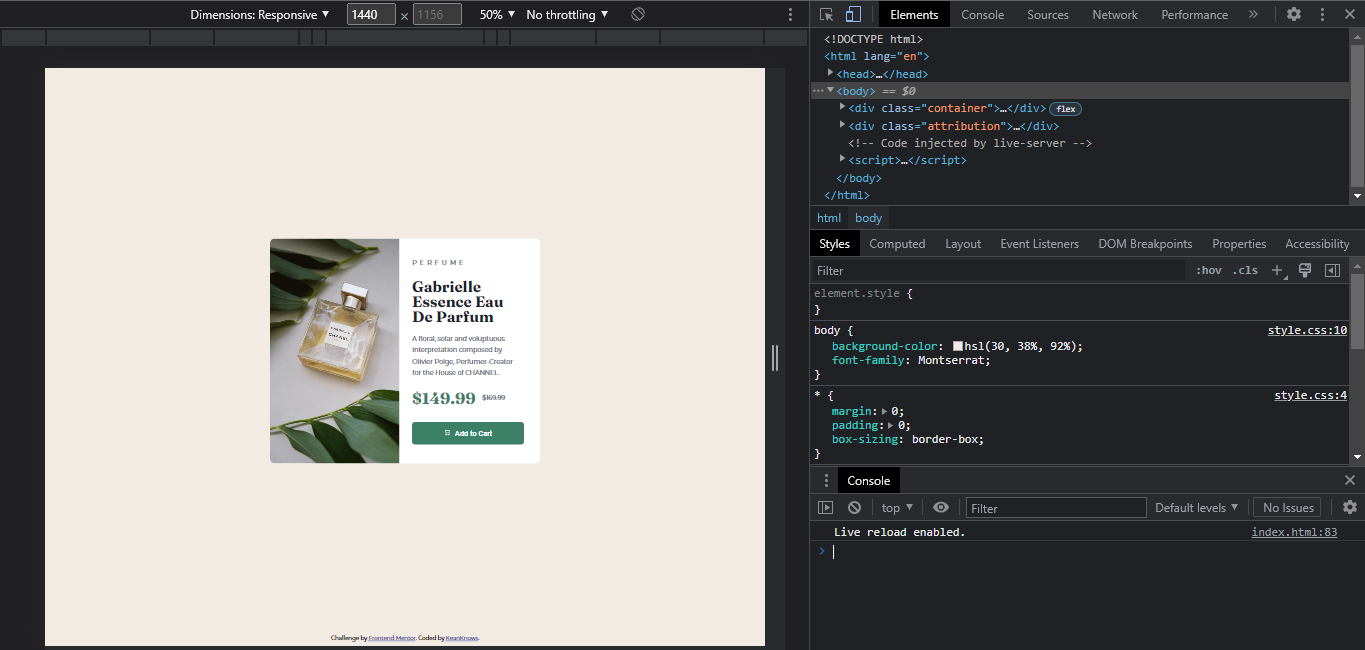 Dimensions: Responsive ▼ 1440 × 1156 50% ▼ No throttling ▼
Elements Console Sources Network Performance »
<!DOCTYPE html>
<html lang="en">
<head>…</head>
<body> == $0
<div class="container">…</div> flex
<div class="attribution">…</div>
<!-- Code injected by live-server -->
<script>…</script>
</body>
</html>
html body
Styles Computed Layout Event Listeners DOM Breakpoints Properties Accessibility
Filter :hov .cls +
element.style {
}
body { style.css:10
background-color: hsl(30, 38%, 92%);
font-family: Montserrat;
}
* { style.css:4
margin: 0;
padding: 0;
box-sizing: border-box;
}
Console
top ▼ Filter Default levels ▼ No Issues
Live reload enabled. index.html:83
>
PERFUME
Gabrielle
Essence Eau
De Parfum
A floral, solar and voluptuous
interpretation composed by
Olivier Polge, Perfumer-Creator
for the House of CHANNEL.
$149.99 $169.99
Add to Cart
CHANEL
Challenge by Frontend Mentor. Coded by KeanKnows.